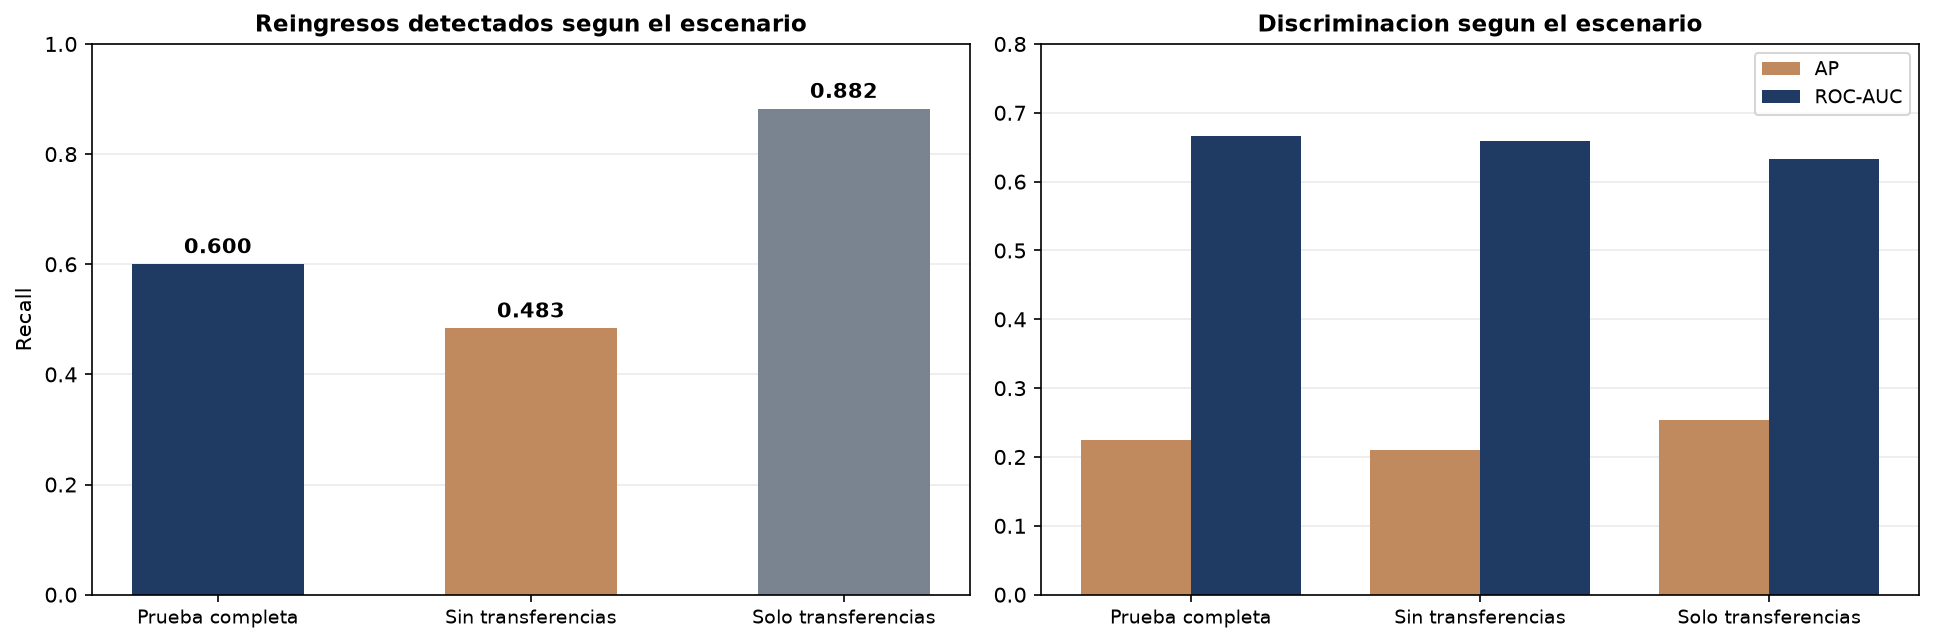 Reingresos detectados segun el escenario
Recall
1.0
0.8
0.6
0.4
0.2
0.0
0.600
0.483
0.882
Prueba completa
Sin transferencias
Solo transferencias
Discriminacion segun el escenario
0.8
0.7
0.6
0.5
0.4
0.3
0.2
0.1
0.0
AP
ROC-AUC
Prueba completa
Sin transferencias
Solo transferencias